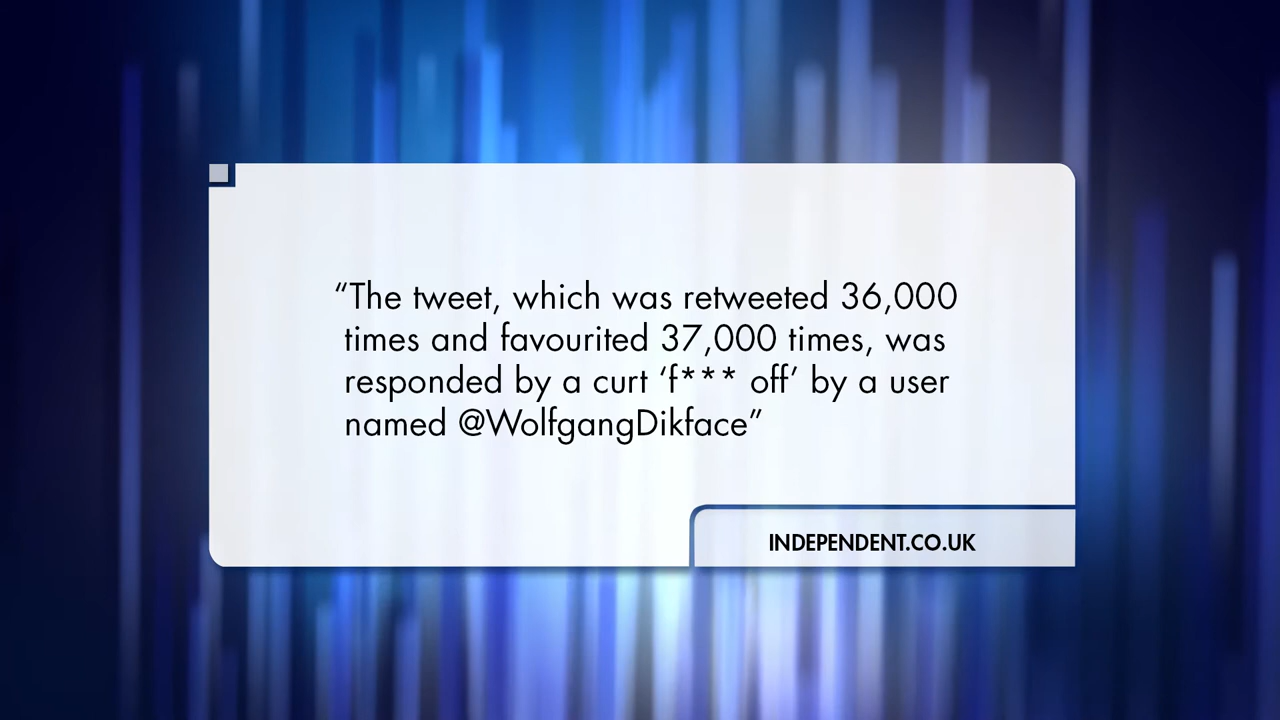 “The tweet, which was retweeted 36,000
times and favourited 37,000 times, was
responded by a curt ‘f*** off’ by a user
named @WolfgangDikface”
INDEPENDENT.CO.UK